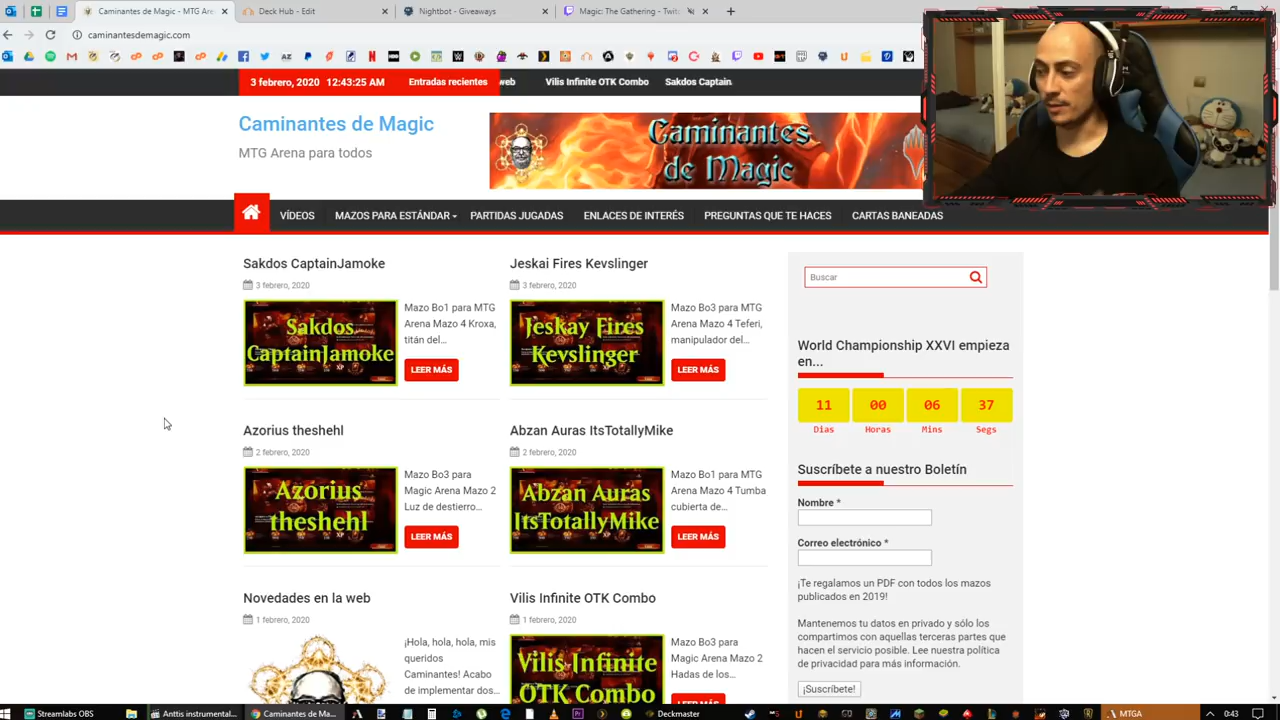 Caminantes de Magic - MTG Aren
Deck Hub - Edit
Nightbot - Giveaways
Magic: The Gathering - Twit
caminantesdemagic.com
3 febrero, 2020 12:43:25 AM
Entradas recientes
web
Vilis Infinite OTK Combo
Sakdos Captain
Caminantes de Magic
MTG Arena para todos
Caminantes
de Magic
VÍDEOS
MAZOS PARA ESTÁNDAR
PARTIDAS JUGADAS
ENLACES DE INTERÉS
PREGUNTAS QUE TE HACES
CARTAS BANEADAS
Sakdos CaptainJamoke
3 febrero, 2020
Sakdos
CaptainJamoke
Mazo Bo1 para MTG
Arena Mazo 4 Kroxa,
titán del…
LEER MÁS
Jeskai Fires Kevslinger
3 febrero, 2020
Jeskay Fires
Kevslinger
Mazo Bo3 para MTG
Arena Mazo 4 Teferi,
manipulador del…
LEER MÁS
Azorius theshehl
2 febrero, 2020
Azorius
theshehl
Mazo Bo3 para
Magic Arena Mazo 2
Luz de destierro…
LEER MÁS
Abzan Auras ItsTotallyMike
2 febrero, 2020
Abzan Auras
ItsTotallyMike
Mazo Bo1 para MTG
Arena Mazo 4 Tumba
cubierta de…
LEER MÁS
Novedades en la web
1 febrero, 2020
¡Hola, hola, hola, mis
queridos
Caminantes! Acabo
de implementar dos…
Vilis Infinite OTK Combo
1 febrero, 2020
Vilis Infinite
OTK Combo
Mazo Bo3 para
Magic Arena Mazo 2
Hadas de los…
LEER MÁS
Buscar
World Championship XXVI empieza
en...
11 00 06 37
Dias Horas Mins Segs
Suscríbete a nuestro Boletín
Nombre *
Correo electrónico *
¡Te regalamos un PDF con todos los mazos
publicados en 2019!
Mantenemos tu datos en privado y sólo los
compartimos con aquellas terceras partes que
hacen el servicio posible. Lee nuestra política
de privacidad para más información.
¡Suscríbete!
Streamlabs OBS
Anttis instrumental...
Caminantes de Ma...
Deckmaster
MTGA
0:43